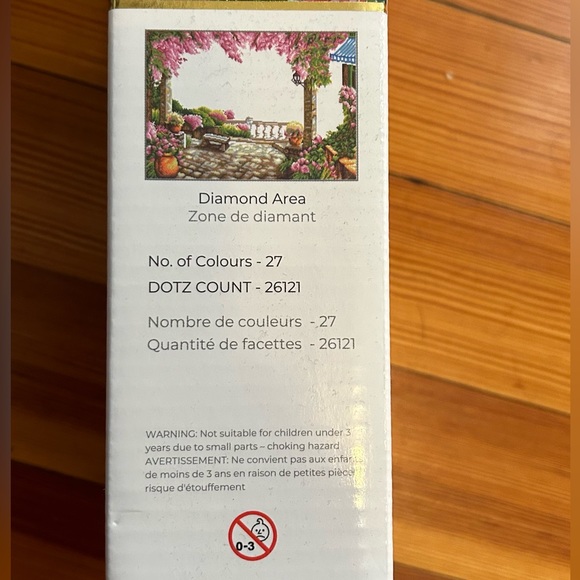 Diamond Area
Zone de diamant
No. of Colours - 27
DOTZ COUNT - 26121
Nombre de couleurs - 27
Quantité de facettes - 26121
WARNING: Not suitable for children under 3
years due to small parts – choking hazard
AVERTISSEMENT: Ne convient pas aux
de moins de 3 ans en raison de petites
risque d'étouffement
0-3